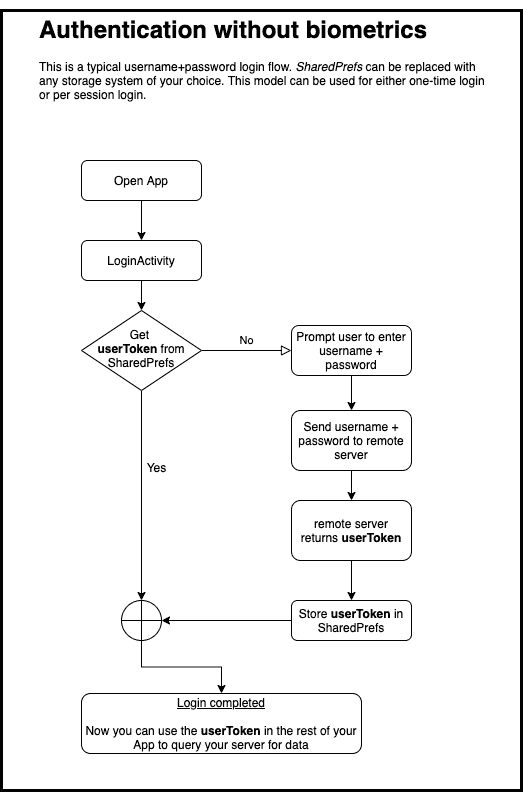 Authentication without biometrics
This is a typical username+password login flow. SharedPrefs can be replaced with
any storage system of your choice. This model can be used for either one-time login
or per session login.
Open App
LoginActivity
Get
userToken from
SharedPrefs
No
Prompt user to enter
username +
password
Send username +
password to remote
server
Yes
remote server
returns userToken
Store userToken in
SharedPrefs
Login completed
Now you can use the userToken in the rest of your
App to query your server for data